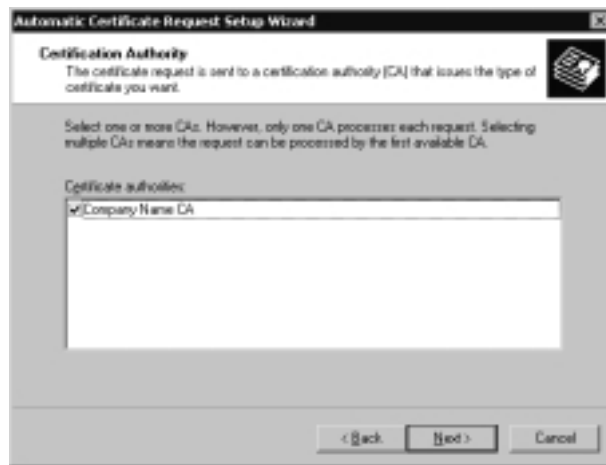 Automatic Certificate Request Setup Wizard
Certification Authority
The certificate request is sent to a certification authority (CA) that issues the type of
certificate you want.
Select one or more CAs. However, only one CA processes each request. Selecting
multiple CAs means the request can be processed by the first available CA.
Certificate authorities:
Company Name CA
< Back Next > Cancel